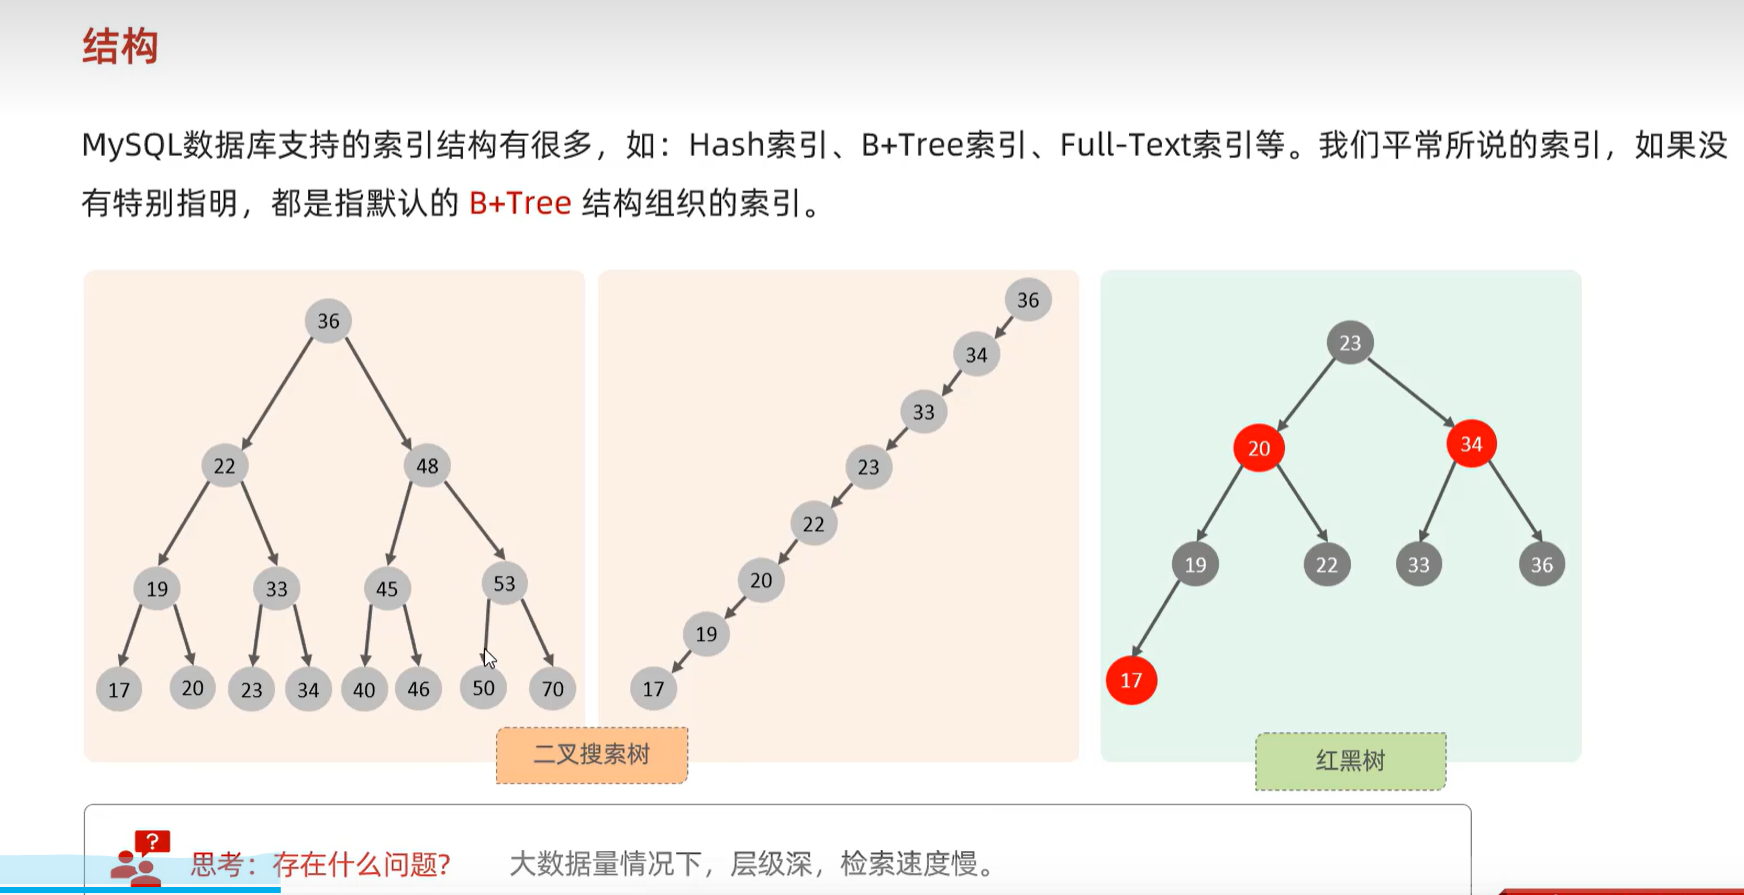 结构
MySQL数据库支持的索引结构有很多，如：Hash索引、B+Tree索引、Full-Text索引等。我们平常所说的索引，如果没
有特别指明，都是指默认的 B+Tree 结构组织的索引。
36
22 48
19 33 45 53
17 20 23 34 40 46 50 70
36
34
33
23
22
20
19
17
二叉搜索树
23
20 34
19 22 33 36
17
红黑树
?
思考：存在什么问题? 大数据量情况下，层级深，检索速度慢。